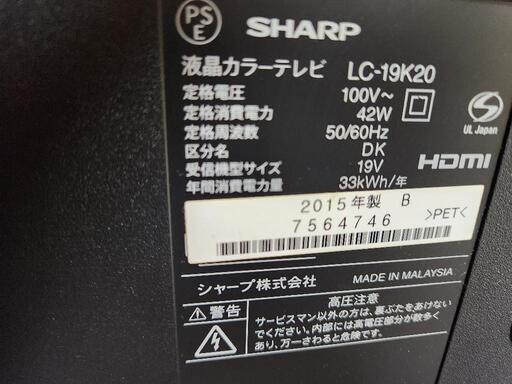 PS
E
SHARP
液晶カラーテレビ LC-19K20
定格電圧 100V~
定格消費電力 42W
定格周波数 50/60Hz
区分名 DK
受信機型サイズ 19V
年間消費電力量 33kWh/年
S
UL Japan
HDMI
2015年製 B
7564746
>PET<
シャープ株式会社 MADE IN MALAYSIA
警告
高圧注意
サービスマン以外の方は、裏ぶたをあけない
でください。内部には高電圧部分が数多く
あり、万一さわると危険です。